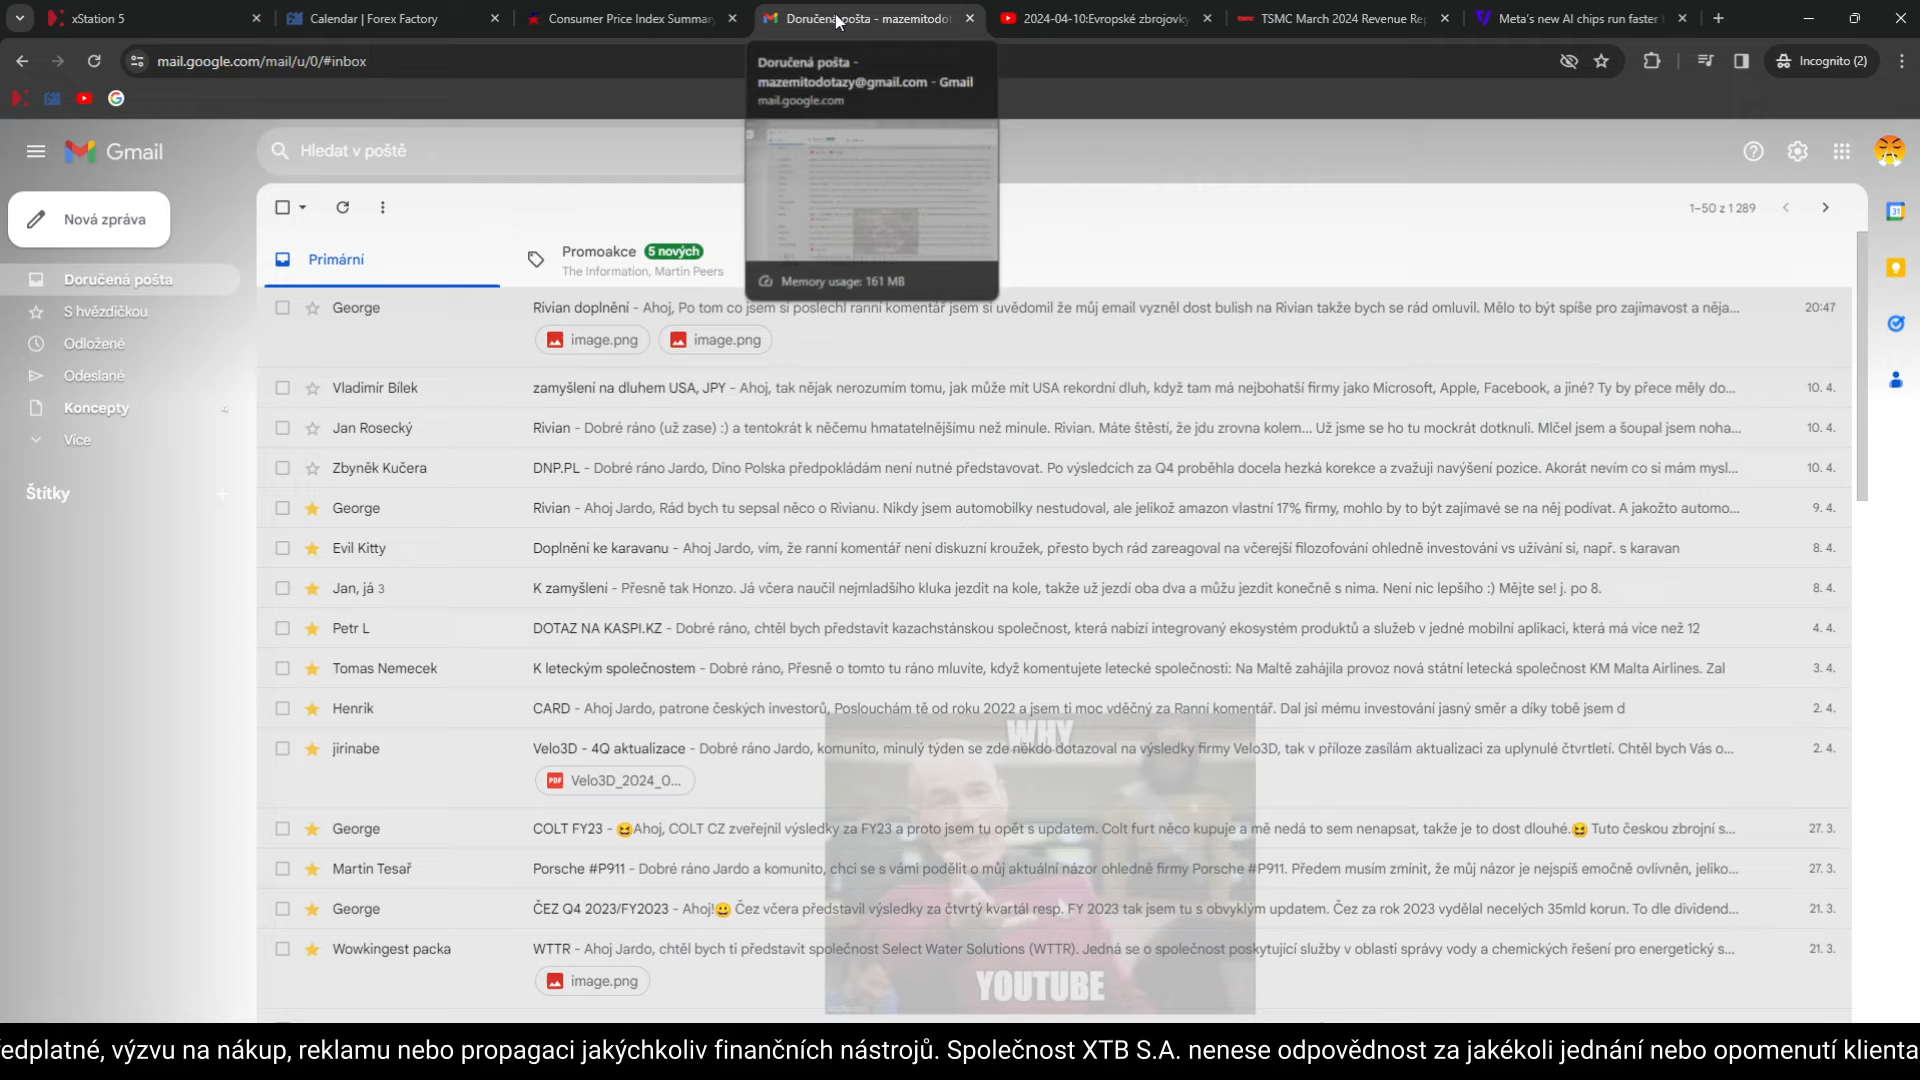 xStation 5
Calendar | Forex Factory
Consumer Price Index Summar
Doručená pošta - mazemitodot
2024-04-10:Evropské zbrojovky
TSMC March 2024 Revenue Re
Meta's new AI chips run faster
mail.google.com/mail/u/0/#inbox
Incognito (2)
Doručená pošta -
mazemitodotazy@gmail.com - Gmail
mail.google.com
Memory usage: 161 MB
Gmail
Hledat v poště
Nová zpráva
1–50 z 1 289
Primární
Promoakce 5 nových
The Information, Martin Peers
Doručená pošta
S hvězdičkou
Odložené
Odeslané
Koncepty
Více
Štítky
George Rivian doplnění - Ahoj, Po tom co jsem si poslechl ranní komentář jsem si uvědomil že můj email vyzněl dost bulish na Rivian takže bych se rád omluvil. Mělo to být spíše pro zajímavost a něja... 20:47
image.png image.png
Vladimír Bílek zamyšlení na dluhem USA, JPY - Ahoj, tak nějak nerozumím tomu, jak může mít USA rekordní dluh, když tam má nejbohatší firmy jako Microsoft, Apple, Facebook, a jiné? Ty by přece měly do... 10. 4.
Jan Rosecký Rivian - Dobré ráno (už zase) :) a tentokrát k něčemu hmatatelnějšímu než minule. Rivian. Máte štěstí, že jdu zrovna kolem... Už jsme se ho tu mockrát dotknuli. Mlčel jsem a šoupal jsem noha... 10. 4.
Zbyněk Kučera DNP.PL - Dobré ráno Jardo, Dino Polska předpokládám není nutné představovat. Po výsledcích za Q4 proběhla docela hezká korekce a zvažuji navýšení pozice. Akorát nevím co si mám mysl... 10. 4.
George Rivian - Ahoj Jardo, Rád bych tu sepsal něco o Rivianu. Nikdy jsem automobilky nestudoval, ale jelikož amazon vlastní 17% firmy, mohlo by to být zajímavé se na něj podívat. A jakožto automo... 9. 4.
Evil Kitty Doplnění ke karavanu - Ahoj Jardo, vím, že ranní komentář není diskuzní kroužek, přesto bych rád zareagoval na včerejší filozofování ohledně investování vs užívání si, např. s karavan 8. 4.
Jan, já 3 K zamyšlení - Přesně tak Honzo. Já včera naučil nejmladšího kluka jezdit na kole, takže už jezdí oba dva a můžu jezdit konečně s nima. Není nic lepšího :) Mějte se! j. po 8. 8. 4.
Petr L DOTAZ NA KASPI.KZ - Dobré ráno, chtěl bych představit kazachstánskou společnost, která nabízí integrovaný ekosystém produktů a služeb v jedné mobilní aplikaci, která má více než 12 4. 4.
Tomas Nemecek K leteckým společnostem - Dobré ráno, Přesně o tomto tu ráno mluvíte, když komentujete letecké společnosti: Na Maltě zahájila provoz nová státní letecká společnost KM Malta Airlines. Zal 3. 4.
Henrik CARD - Ahoj Jardo, patrone českých investorů, Poslouchám tě od roku 2022 a jsem ti moc vděčný za Ranní komentář. Dal jsi mému investování jasný směr a díky tobě jsem d 2. 4.
jirinabe Velo3D - 4Q aktualizace - Dobré ráno Jardo, komunito, minulý týden se zde někdo dotazoval na výsledky firmy Velo3D, tak v příloze zasílám aktualizaci za uplynulé čtvrtletí. Chtěl bych Vás o... 2. 4.
Velo3D_2024_0...
George COLT FY23 - 😆Ahoj, COLT CZ zveřejnil výsledky za FY23 a proto jsem tu opět s updatem. Colt furt něco kupuje a mě nedá to sem nenapsat, takže je to dost dlouhé.😆 Tuto českou zbrojní s... 27. 3.
Martin Tesař Porsche #P911 - Dobré ráno Jardo a komunito, chci se s vámi podělit o můj aktuální názor ohledně firmy Porsche #P911. Předem musím zmínit, že můj názor je nejspíš emočně ovlivněn, jeliko... 27. 3.
George ČEZ Q4 2023/FY2023 - Ahoj!😀 Čez včera představil výsledky za čtvrtý kvartál resp. FY 2023 tak jsem tu s obvyklým updatem. Čez za rok 2023 vydělal necelých 35mld korun. To dle dividend... 21. 3.
Wowkingest packa WTTR - Ahoj Jardo, chtěl bych ti představit společnost Select Water Solutions (WTTR). Jedná se o společnost poskytující služby v oblasti správy vody a chemických řešení pro energetický s... 21. 3.
image.png
WHY
YOUTUBE
edplatné, výzvu na nákup, reklamu nebo propagaci jakýchkoliv finančních nástrojů. Společnost XTB S.A. nenese odpovědnost za jakékoli jednání nebo opomenutí klienta